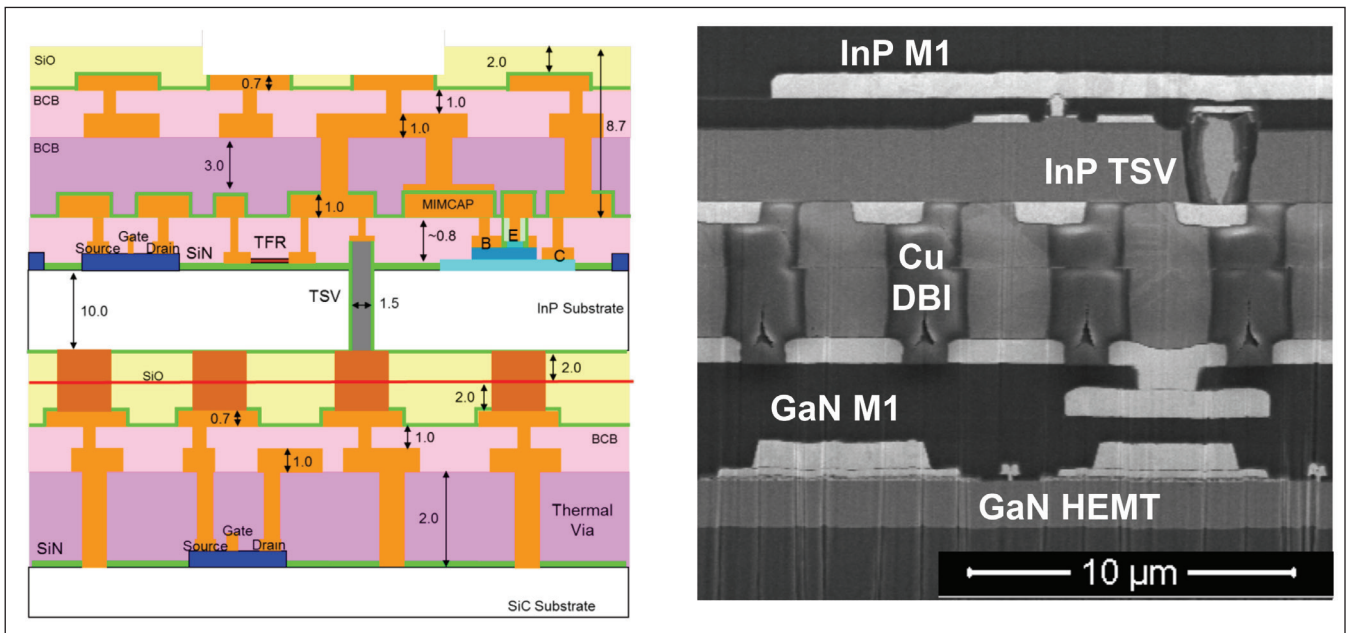 SiO
2.0
0.7
BCB
1.0
1.0
8.7
BCB
3.0
1.0
MIMCAP
~0.8
Gate
Source
Drain
SiN
TFR
B
E
C
10.0
TSV
1.5
InP Substrate
SiO
2.0
2.0
0.7
1.0
BCB
1.0
2.0
Thermal
Via
Gate
Source
Drain
SiN
SiC Substrate
InP M1
InP TSV
Cu
DBI
GaN M1
GaN HEMT
10 µm